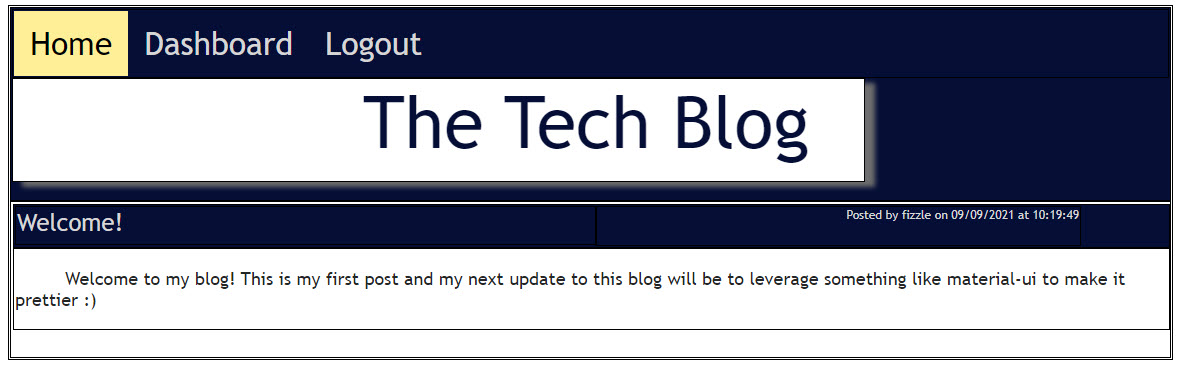 Home Dashboard Logout
The Tech Blog
Welcome!
Posted by fizzle on 09/09/2021 at 10:19:49
Welcome to my blog! This is my first post and my next update to this blog will be to leverage something like material-ui to make it
prettier :)